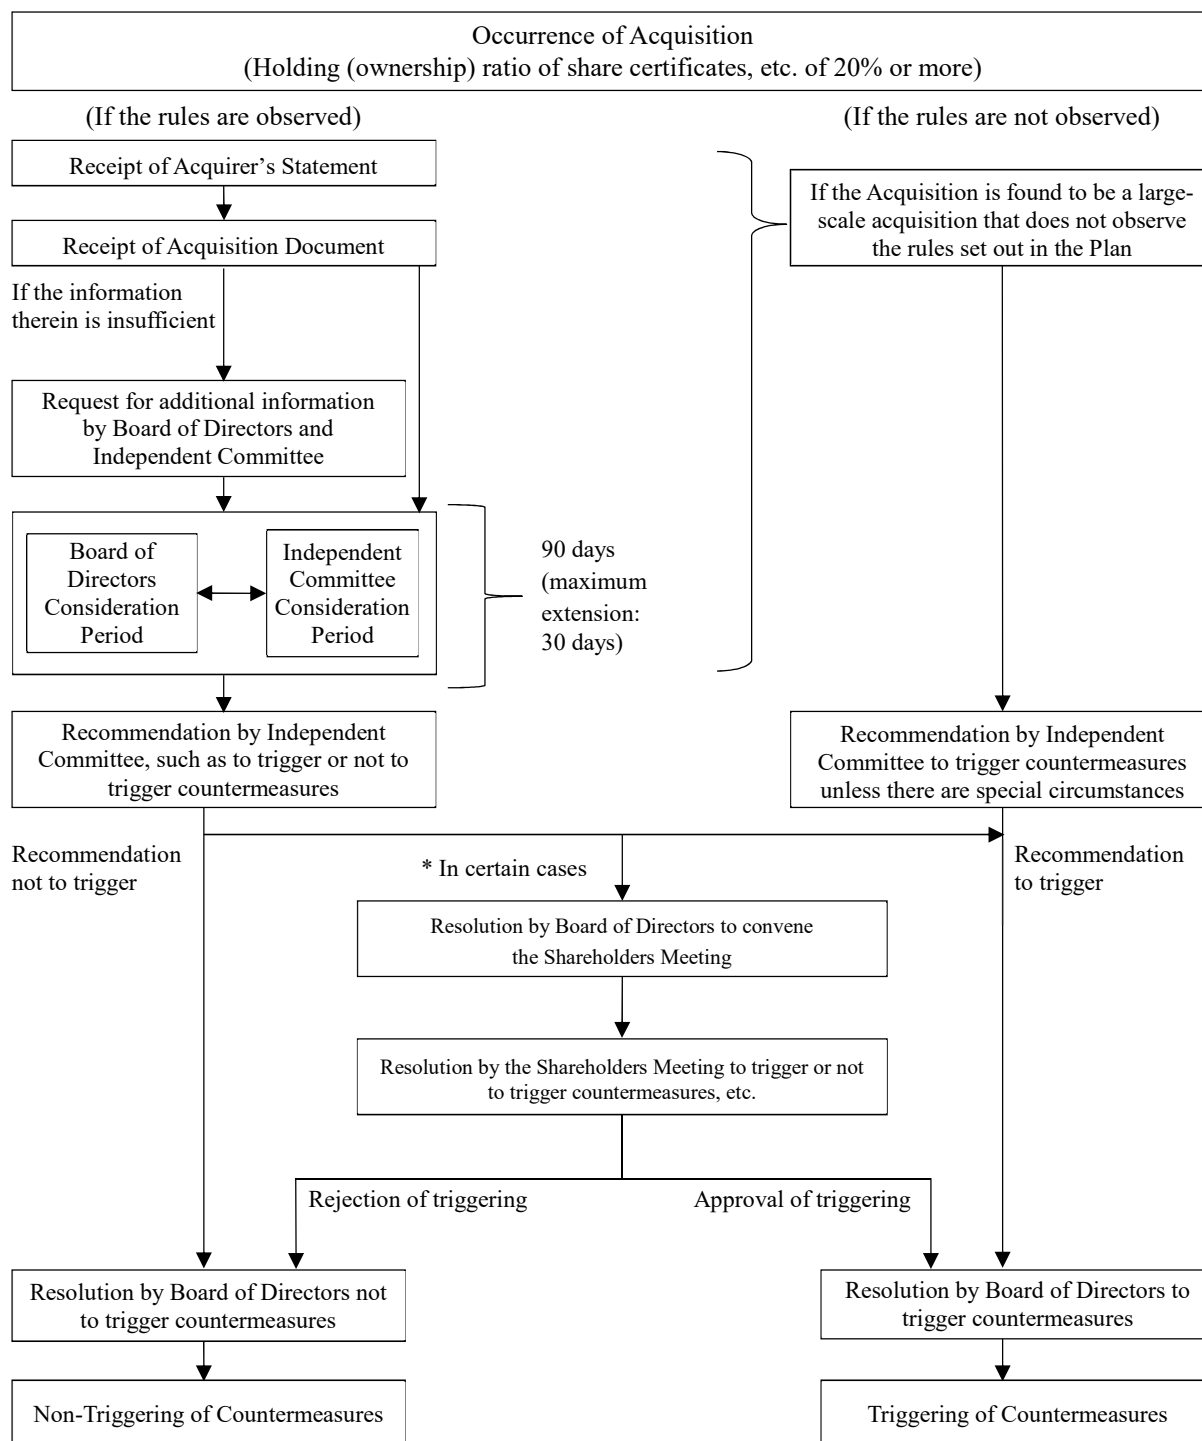 Occurrence of Acquisition
(Holding (ownership) ratio of share certificates, etc. of 20% or more)
(If the rules are observed)
(If the rules are not observed)
Receipt of Acquirer’s Statement
If the Acquisition is found to be a large-
scale acquisition that does not observe
the rules set out in the Plan
Receipt of Acquisition Document
If the information
therein is insufficient
Request for additional information
by Board of Directors and
Independent Committee
Board of
Directors
Consideration
Period
Independent
Committee
Consideration
Period
90 days
(maximum
extension:
30 days)
Recommendation by Independent
Committee, such as to trigger or not to
trigger countermeasures
Recommendation by Independent
Committee to trigger countermeasures
unless there are special circumstances
Recommendation
not to trigger
* In certain cases
Recommendation
to trigger
Resolution by Board of Directors to convene
the Shareholders Meeting
Resolution by the Shareholders Meeting to trigger or not
to trigger countermeasures, etc.
Rejection of triggering
Approval of triggering
Resolution by Board of Directors not
to trigger countermeasures
Resolution by Board of Directors to
trigger countermeasures
Non-Triggering of Countermeasures
Triggering of Countermeasures